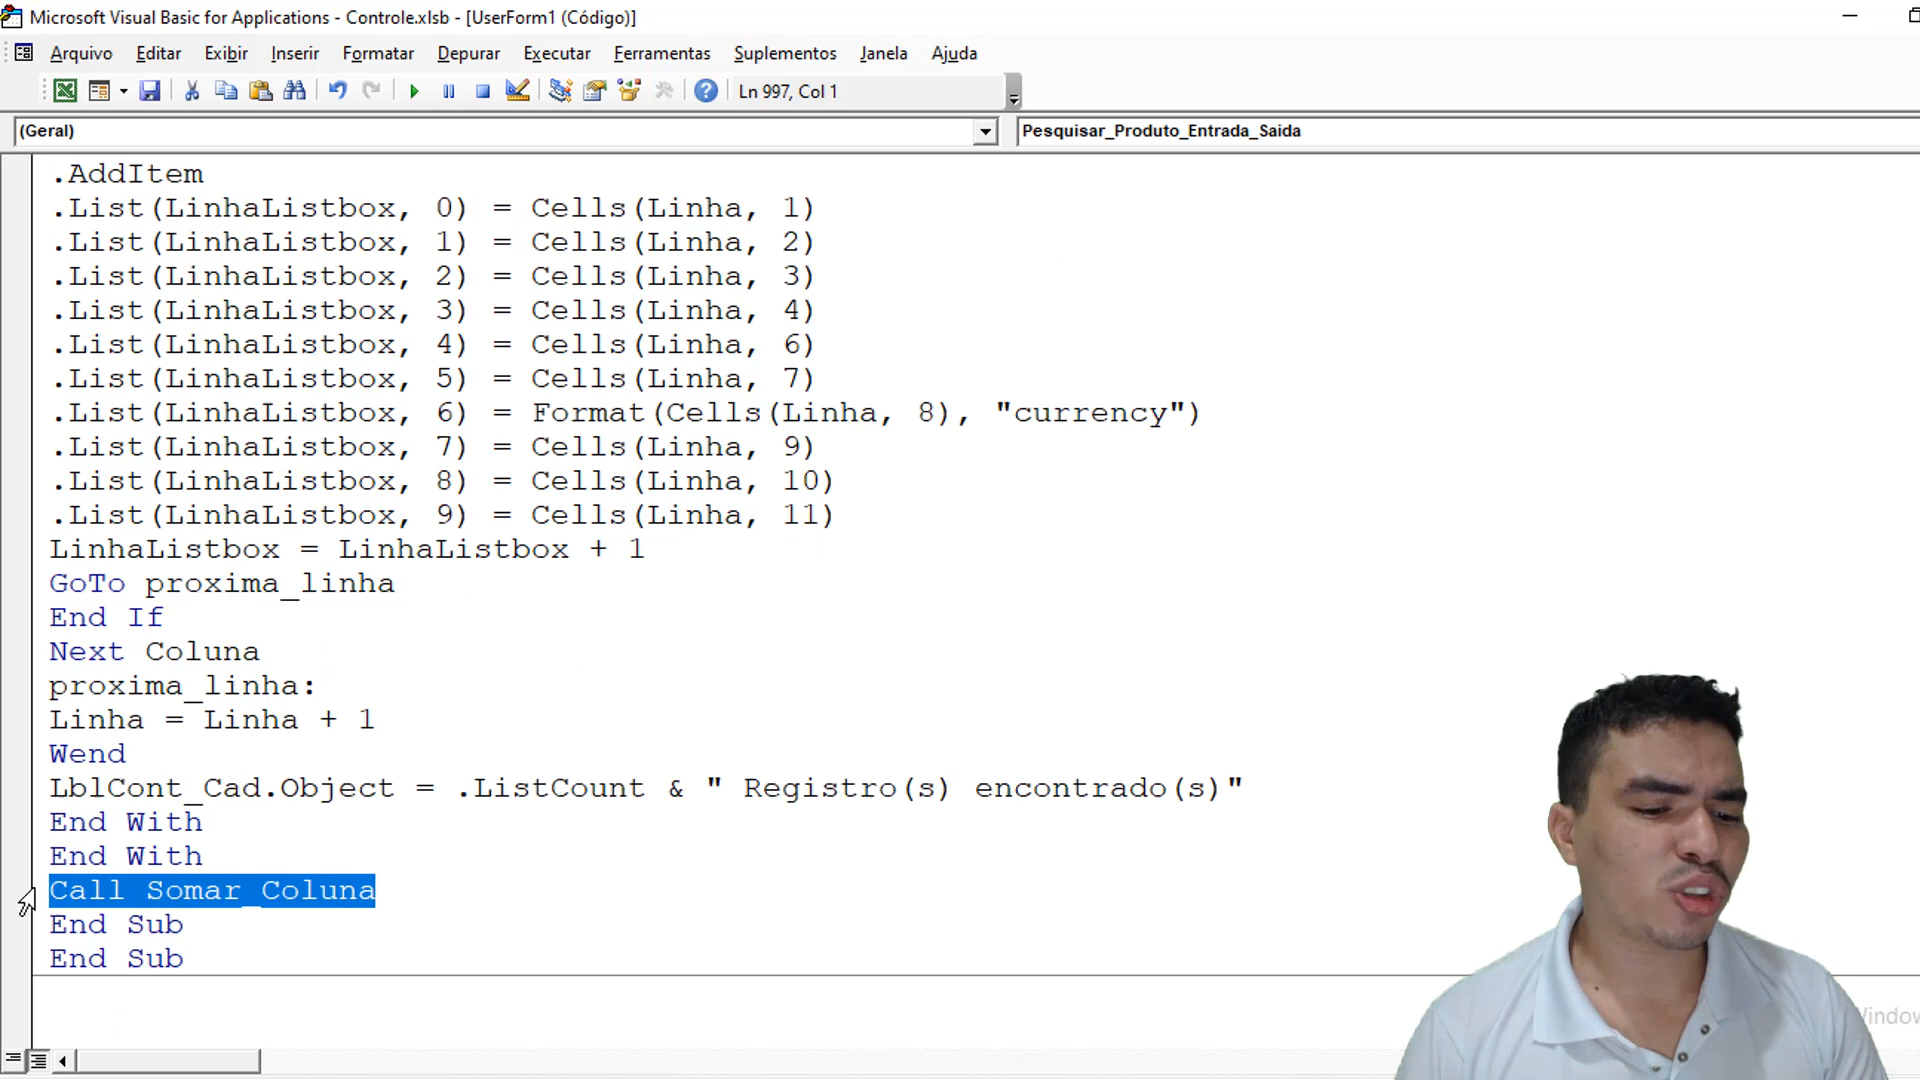 Microsoft Visual Basic for Applications - Controle.xlsb - [UserForm1 (Código)]
Arquivo Editar Exibir Inserir Formatar Depurar Executar Ferramentas Suplementos Janela Ajuda
Ln 997, Col 1
(Geral) Pesquisar_Produto_Entrada_Saida
.AddItem
.List(LinhaListbox, 0) = Cells(Linha, 1)
.List(LinhaListbox, 1) = Cells(Linha, 2)
.List(LinhaListbox, 2) = Cells(Linha, 3)
.List(LinhaListbox, 3) = Cells(Linha, 4)
.List(LinhaListbox, 4) = Cells(Linha, 6)
.List(LinhaListbox, 5) = Cells(Linha, 7)
.List(LinhaListbox, 6) = Format(Cells(Linha, 8), "currency")
.List(LinhaListbox, 7) = Cells(Linha, 9)
.List(LinhaListbox, 8) = Cells(Linha, 10)
.List(LinhaListbox, 9) = Cells(Linha, 11)
LinhaListbox = LinhaListbox + 1
GoTo proxima_linha
End If
Next Coluna
proxima_linha:
Linha = Linha + 1
Wend
LblCont_Cad.Object = .ListCount & " Registro(s) encontrado(s)"
End With
End With
Call Somar_Coluna
End Sub
End Sub